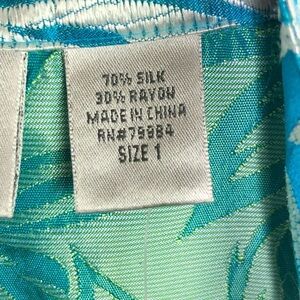 70% SILK
30% RAYON
MADE IN CHINA
RN#79984
SIZE 1